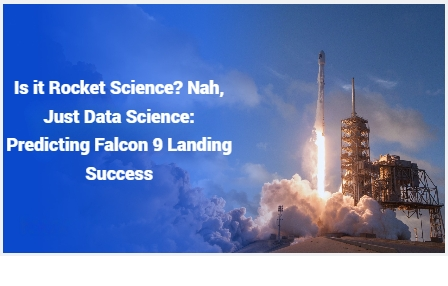 Is it Rocket Science? Nah,
Just Data Science:
Predicting Falcon 9 Landing
Success